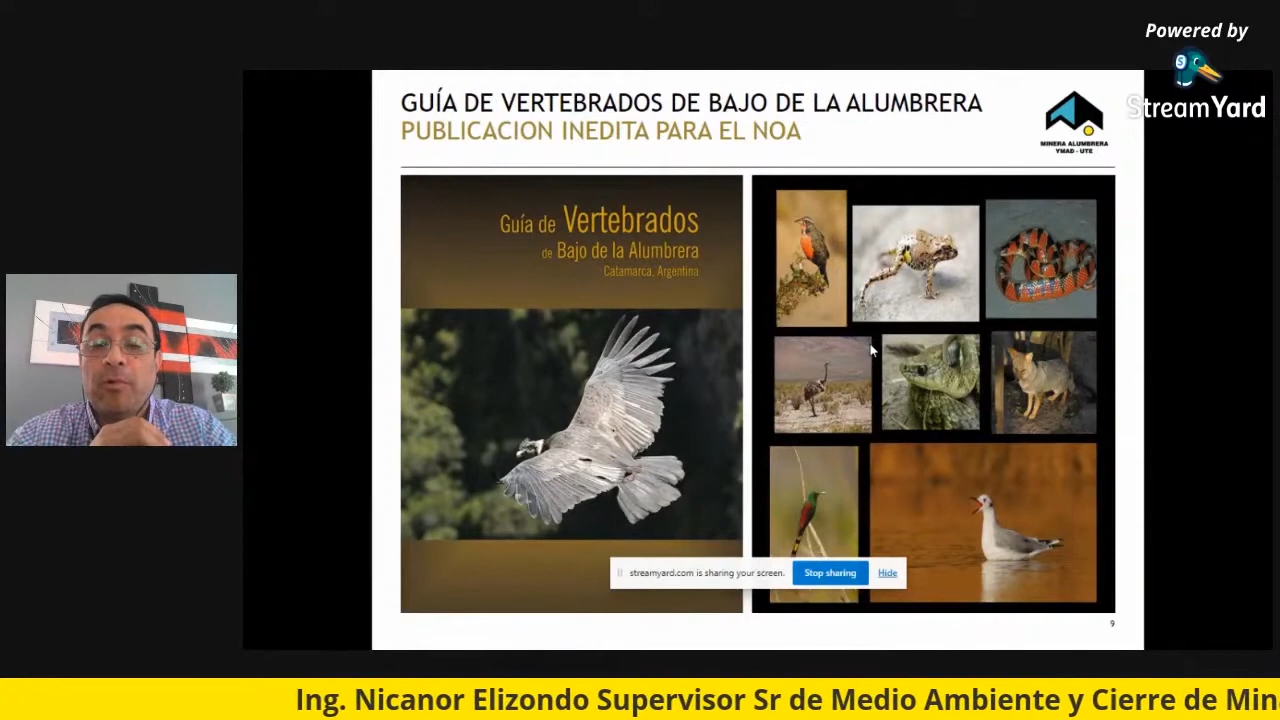 Powered by
StreamYard
GUÍA DE VERTEBRADOS DE BAJO DE LA ALUMBRERA
PUBLICACION INEDITA PARA EL NOA
MINERA ALUMBRERA
YMAD - UTE
Guía de Vertebrados
de Bajo de la Alumbrera
Catamarca, Argentina
streamyard.com is sharing your screen.
Stop sharing
Hide
9
Ing. Nicanor Elizondo Supervisor Sr de Medio Ambiente y Cierre de Min